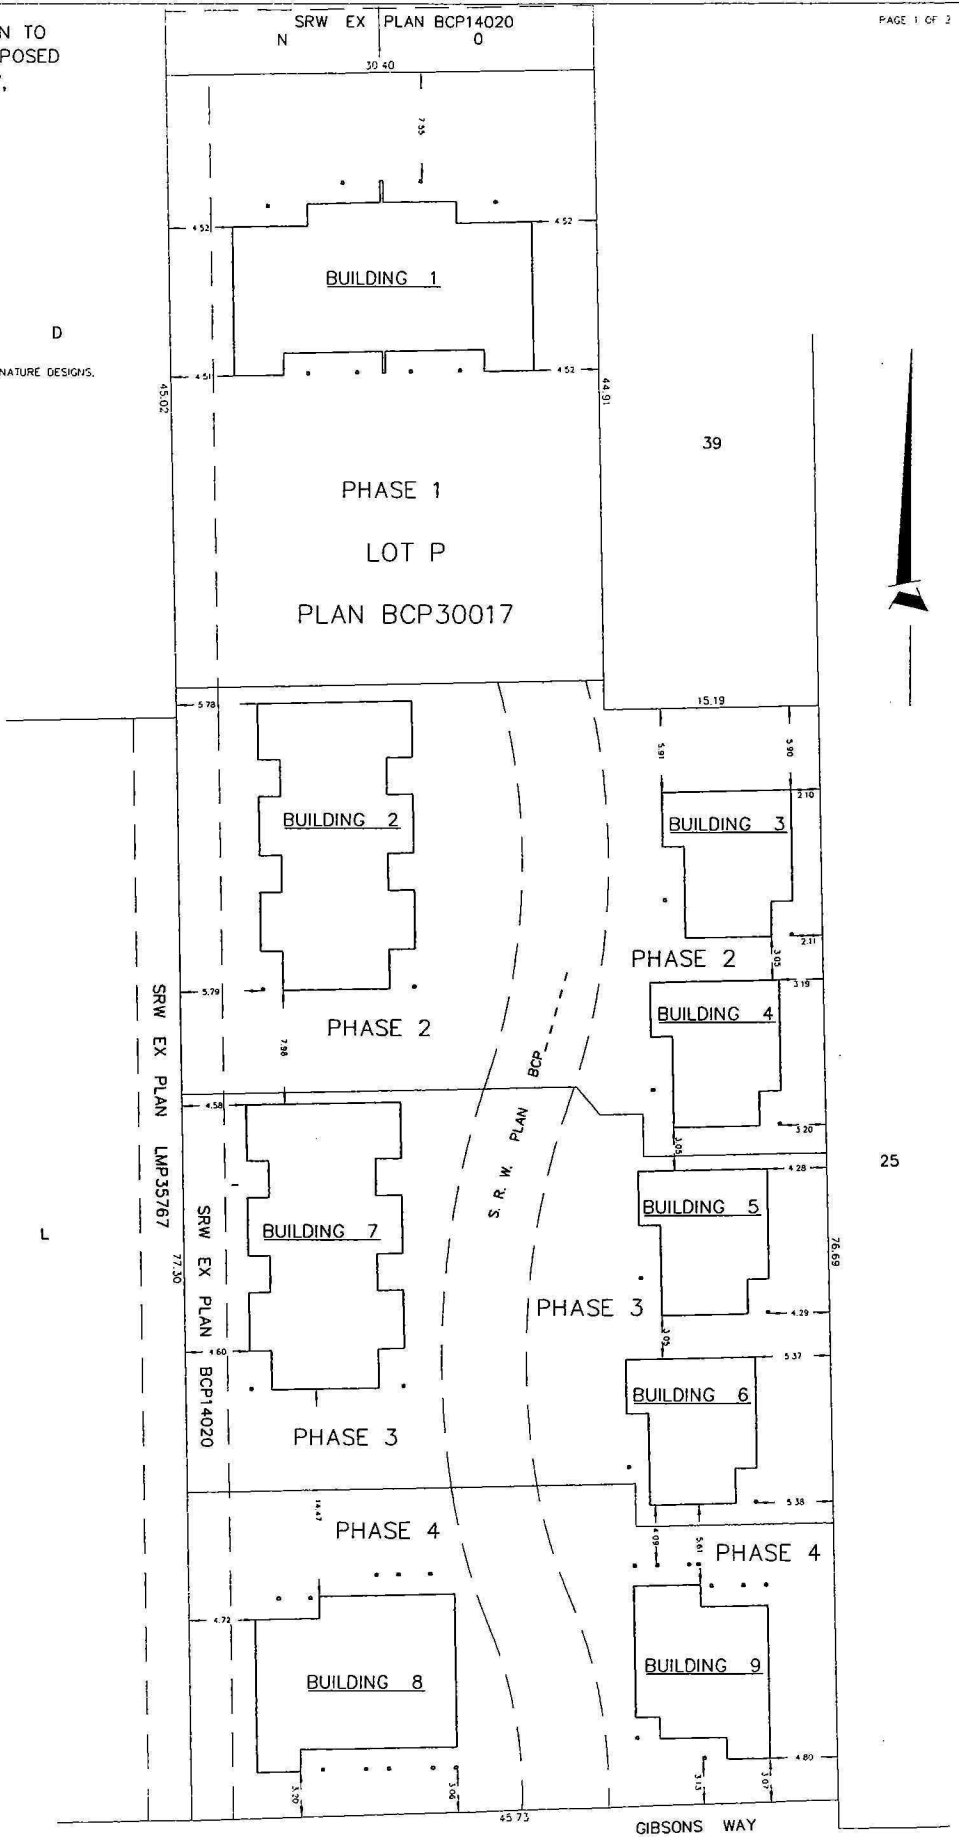 SRW EX PLAN BCP14020
PAGE 1 OF 2
N TO
POSED
N O
30.40
7.55
4.52 4.52
BUILDING 1
D
NATURE DESIGNS.
4.51 4.52
45.02 44.91
39
PHASE 1
LOT P
PLAN BCP30017
5.78
15.19
5.91 5.90
2.10
BUILDING 2
BUILDING 3
2.11
PHASE 2
3.05
3.19
5.79
BUILDING 4
PHASE 2
7.98
BCP
SRW EX PLAN LMP35767
4.58
S. R. W. PLAN
3.20
3.05
4.28
25
L
BUILDING 7
BUILDING 5
77.30
76.69
SRW EX PLAN BCP14020
PHASE 3
4.29
3.05
4.60
5.37
BUILDING 6
PHASE 3
14.47
5.38
PHASE 4
4.09 5.61
PHASE 4
4.72
BUILDING 8
BUILDING 9
4.80
3.20 3.06
3.13 3.07
45.73
GIBSONS WAY